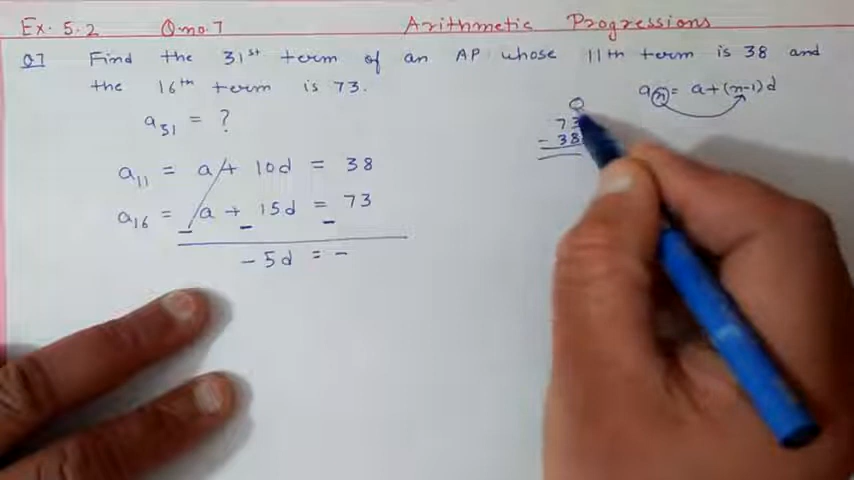 Ex. 5.2 Q.no.7 Arithmetic Progressions
Q7 Find the 31st term of an AP whose 11th term is 38 and
the 16th term is 73.
an = a+(n-1)d
a31 = ?
73
- 38
a11 = a + 10d = 38
a16 = a + 15d = 73
- - -
- 5d = -